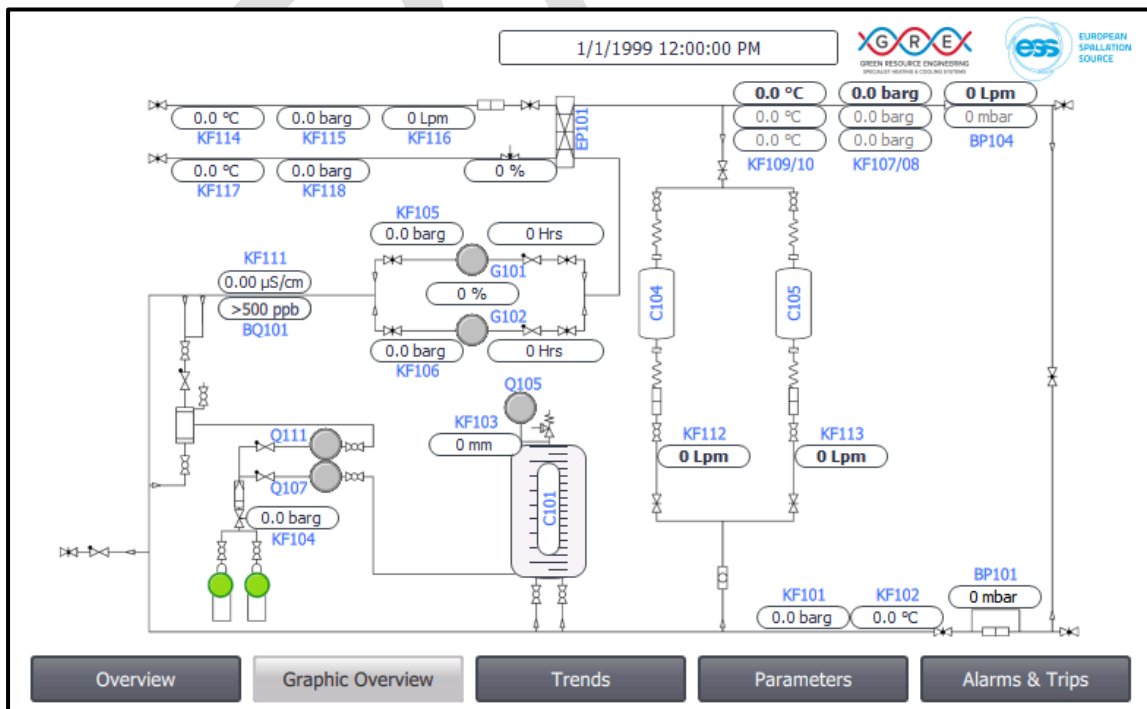 1/1/1999 12:00:00 PM
GREX
GREEN RESOURCE ENGINEERING
SPECIALIST HEATING & COOLING SYSTEMS
ess
EUROPEAN
SPALLATION
SOURCE
0.0 °C
0.0 barg
0 Lpm
KF114
KF115
KF116
EP101
0.0 °C
0.0 barg
0 Lpm
0.0 °C
0.0 barg
0 mbar
0.0 °C
0.0 barg
BP104
KF109/10
KF107/08
0.0 °C
0.0 barg
0 %
KF117
KF118
KF105
0.0 barg
0 Hrs
G101
KF111
0.00 µS/cm
>500 ppb
BQ101
0 %
G102
0.0 barg
0 Hrs
KF106
C104
C105
Q105
KF103
0 mm
C101
Q111
Q107
0.0 barg
KF104
KF112
0 Lpm
KF113
0 Lpm
KF101
0.0 barg
KF102
0.0 °C
BP101
0 mbar
Overview
Graphic Overview
Trends
Parameters
Alarms & Trips